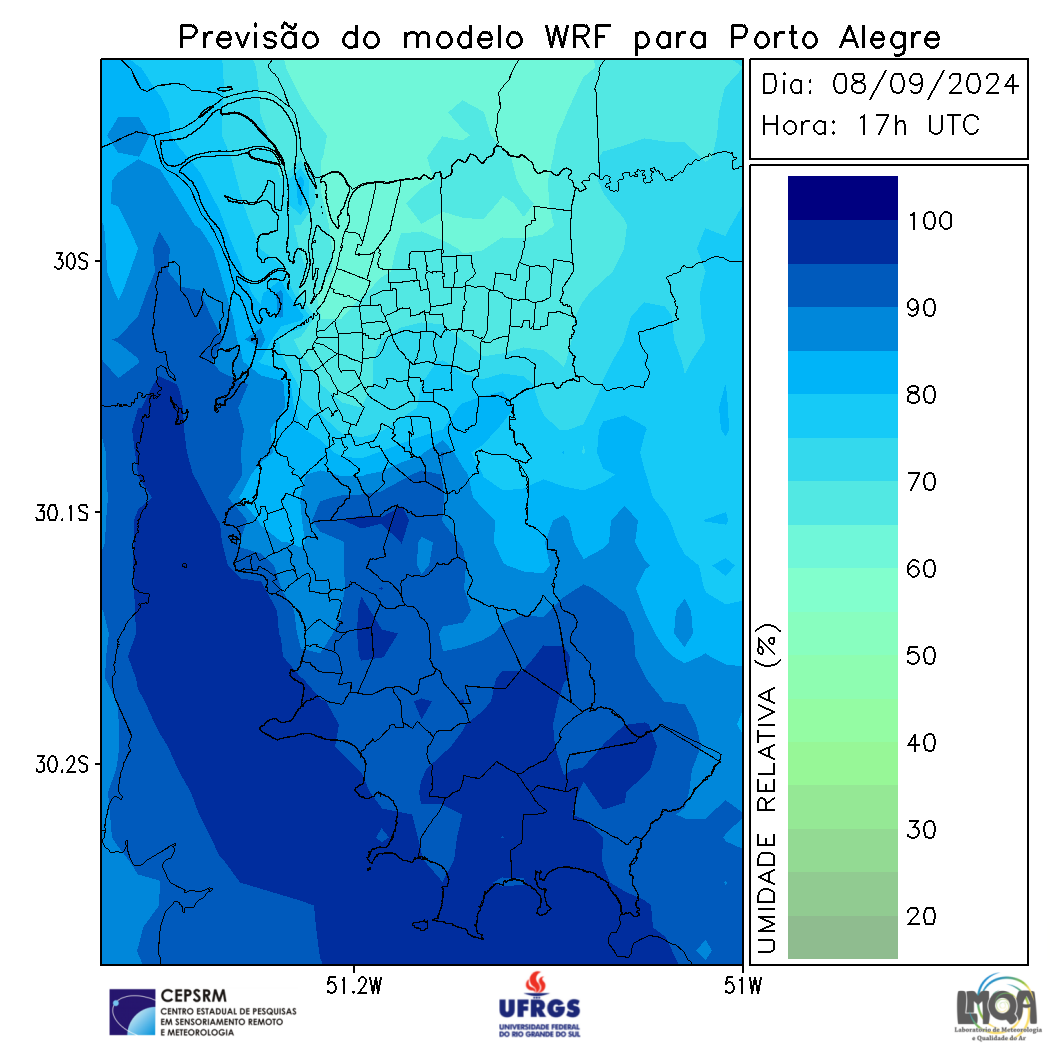 Previsão do modelo WRF para Porto Alegre
Dia: 08/09/2024
Hora: 17h UTC
100
90
80
70
60
50
40
30
20
UMIDADE RELATIVA (%)
30S
30.1S
30.2S
51.2W
51W
CEPSRM
CENTRO ESTADUAL DE PESQUISAS
EM SENSORIAMENTO REMOTO
E METEOROLOGIA
UFRGS
UNIVERSIDADE FEDERAL
DO RIO GRANDE DO SUL
LMQA
Laboratório de Meteorologia
e Qualidade do Ar